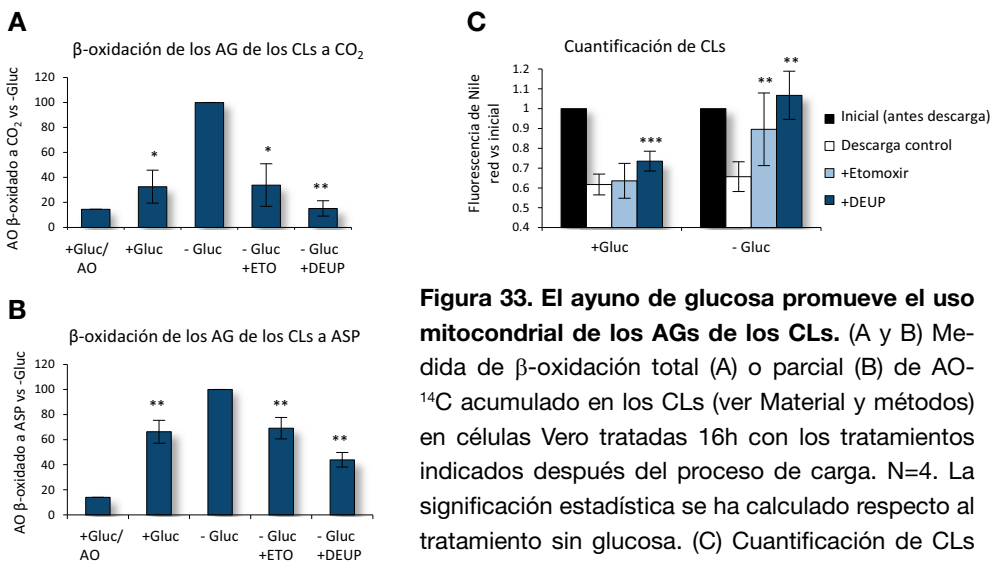 A
β-oxidación de los AG de los CLs a CO₂
AO β-oxidado a CO₂ vs -Gluc
120
100
80
60
40
20
0
*
*
**
+Gluc/ AO
+Gluc
- Gluc
- Gluc +ETO
- Gluc +DEUP
B
β-oxidación de los AG de los CLs a ASP
AO β-oxidado a ASP vs -Gluc
120
100
80
60
40
20
0
**
**
**
+Gluc/ AO
+Gluc
- Gluc
- Gluc +ETO
- Gluc +DEUP
C
Cuantificación de CLs
Fluorescencia de Nile
red vs inicial
1.2
1.1
1
0.9
0.8
0.7
0.6
0.5
0.4
***
**
**
+Gluc
- Gluc
Inicial (antes descarga)
Descarga control
+Etomoxir
+DEUP
Figura 33. El ayuno de glucosa promueve el uso
mitocondrial de los AGs de los CLs. (A y B) Me-
dida de β-oxidación total (A) o parcial (B) de AO-
¹⁴C acumulado en los CLs (ver Material y métodos)
en células Vero tratadas 16h con los tratamientos
indicados después del proceso de carga. N=4. La
significación estadística se ha calculado respecto al
tratamiento sin glucosa. (C) Cuantificación de CLs